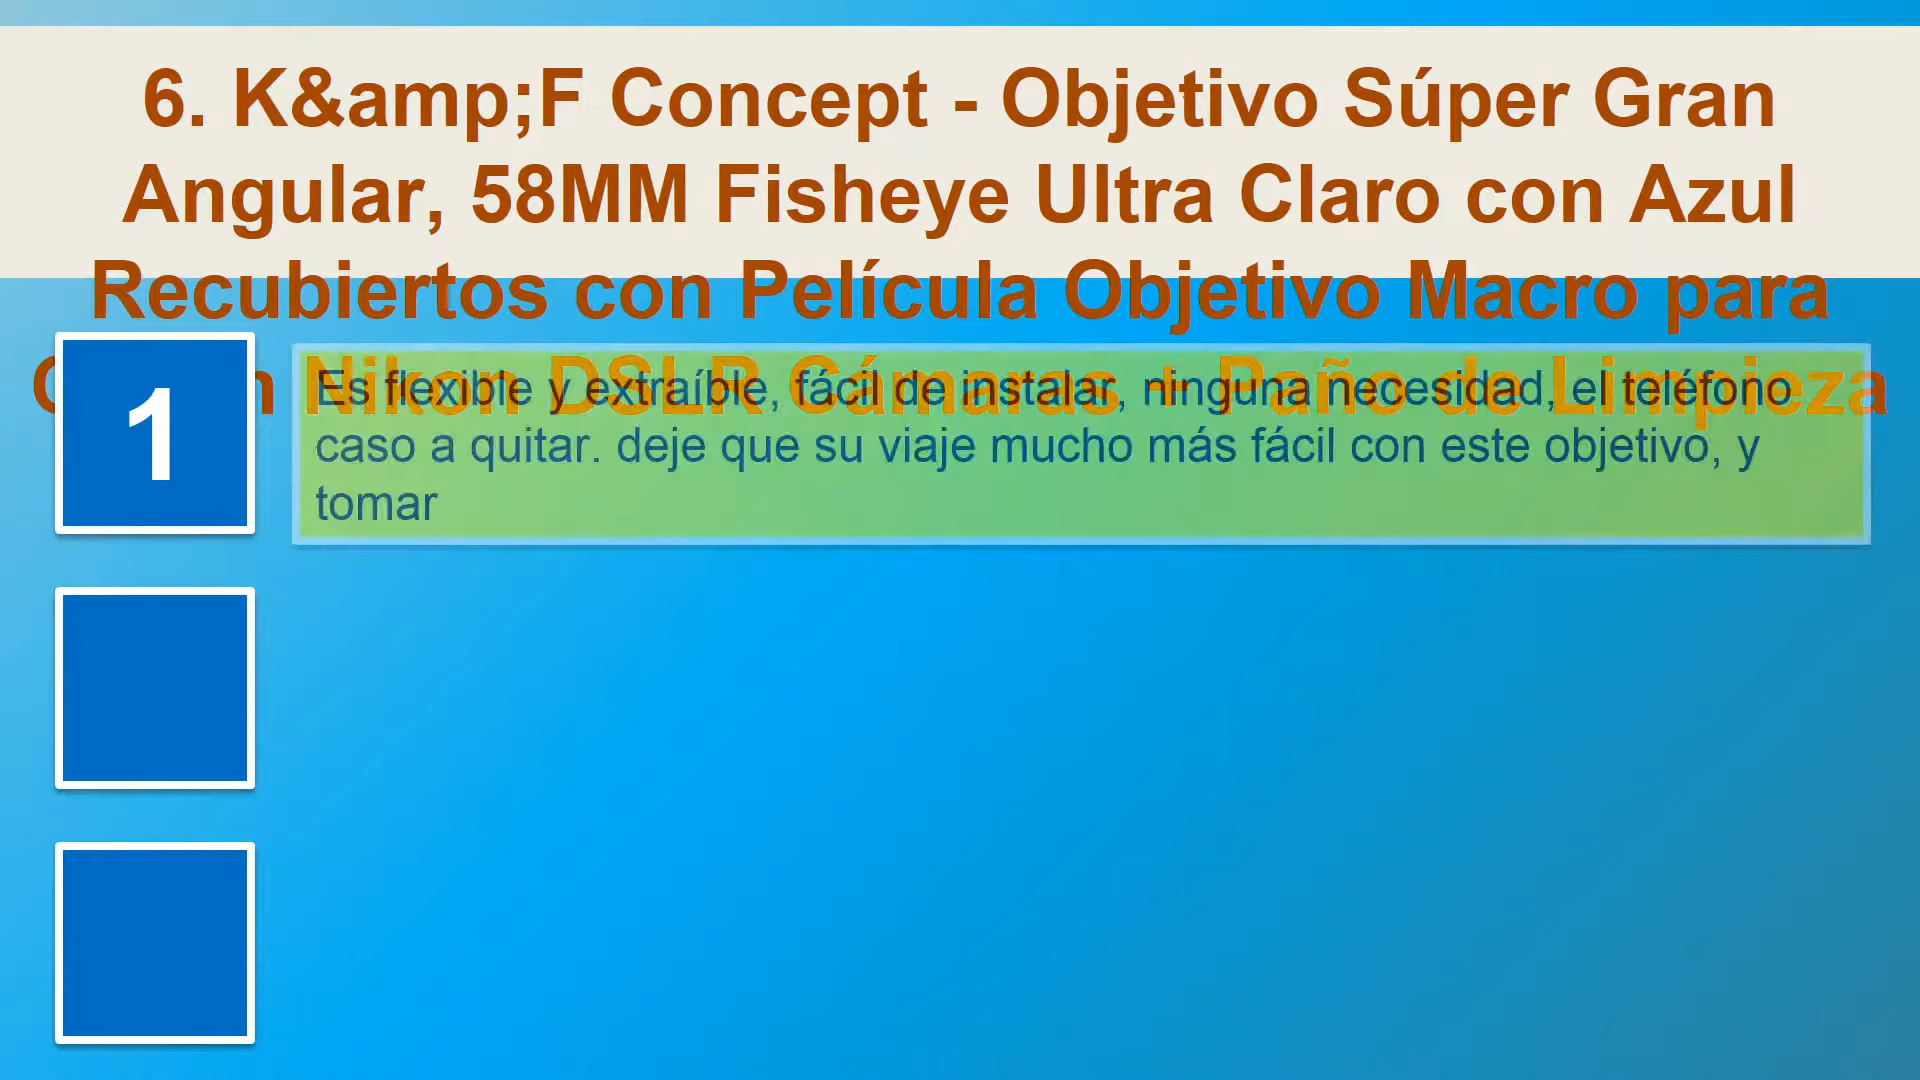 6. K&amp;F Concept - Objetivo Súper Gran
Angular, 58MM Fisheye Ultra Claro con Azul
Recubiertos con Película Objetivo Macro para
Nikon DSLR Cámaras + Paño de Limpieza
1
Es flexible y extraíble, fácil de instalar, ninguna necesidad, el teléfono
caso a quitar. deje que su viaje mucho más fácil con este objetivo, y
tomar